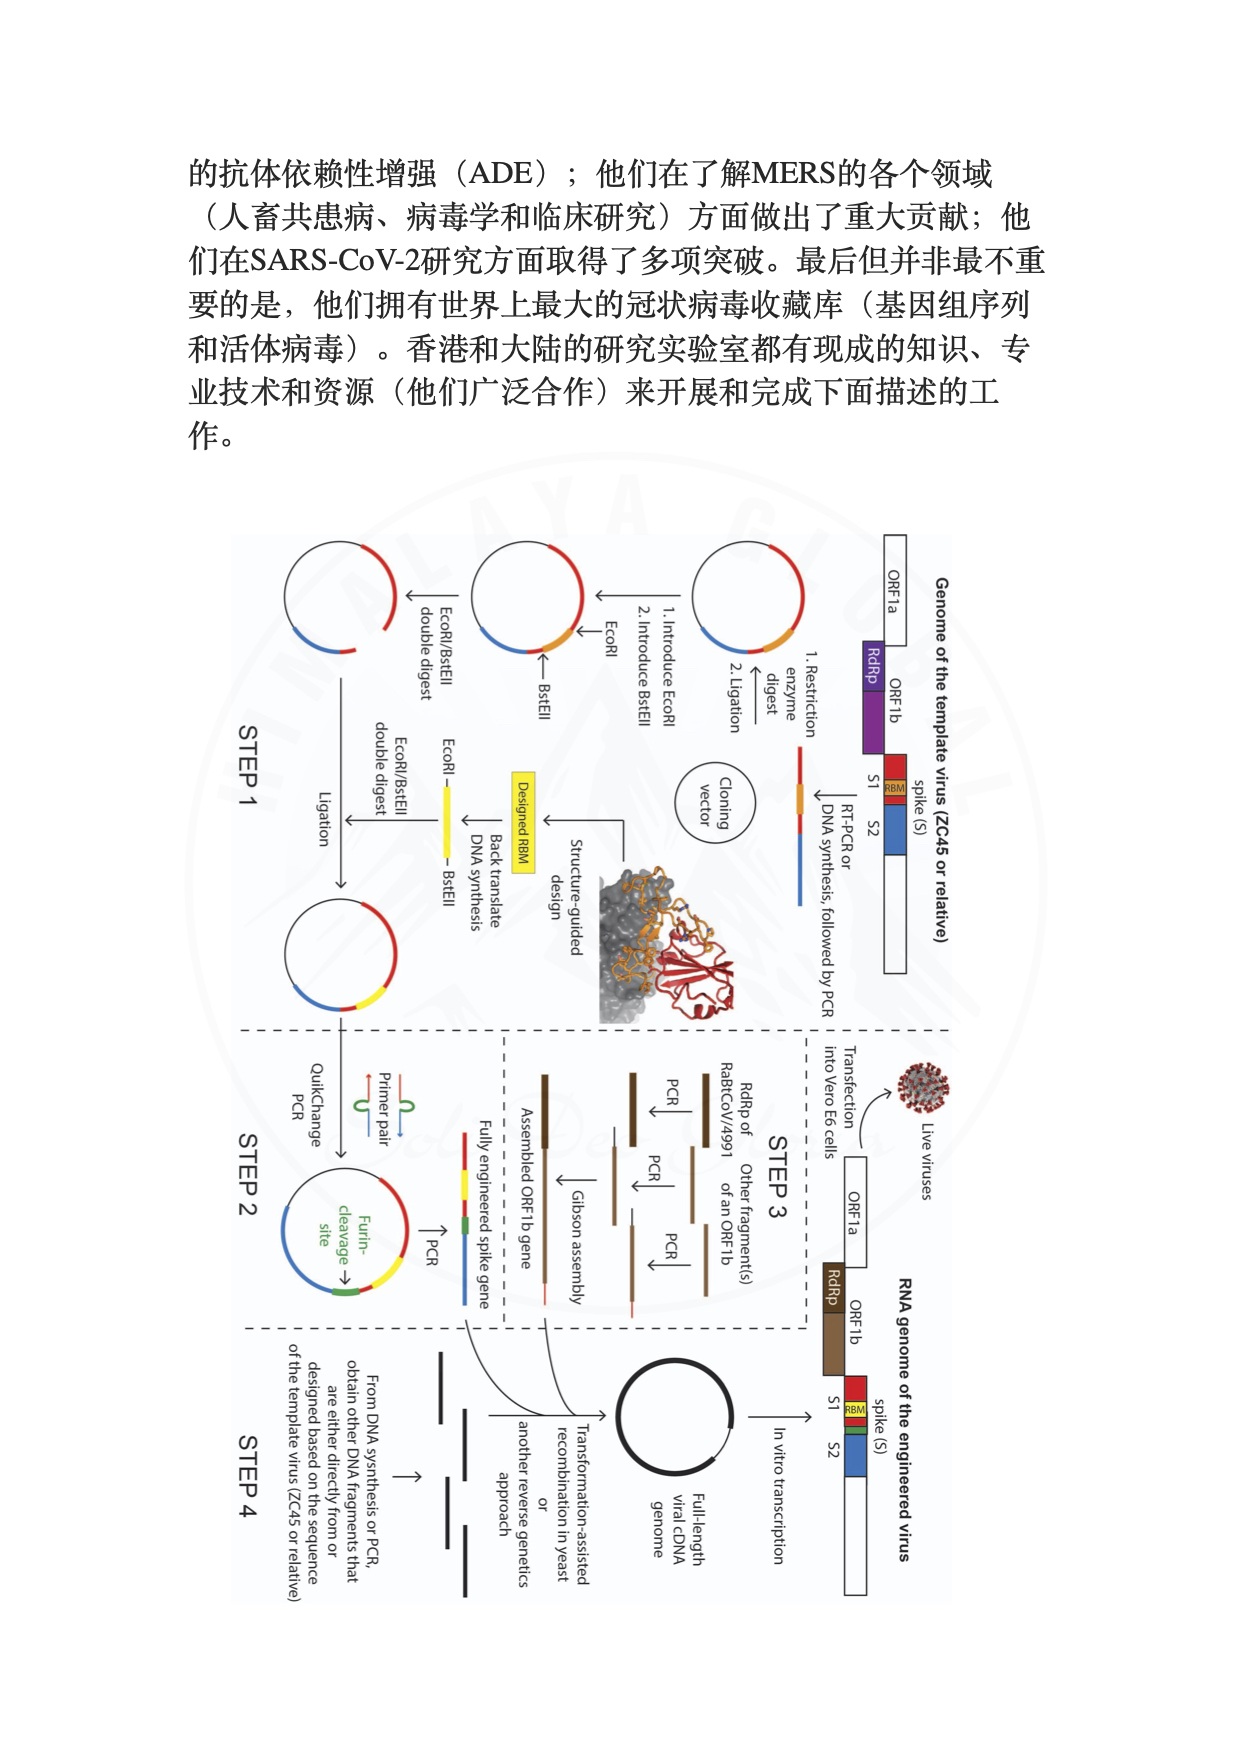 的抗体依赖性增强（ADE）；他们在了解MERS的各个领域
（人畜共患病、病毒学和临床研究）方面做出了重大贡献；他
们在SARS-CoV-2研究方面取得了多项突破。最后但并非最不重
要的是，他们拥有世界上最大的冠状病毒收藏库（基因组序列
和活体病毒）。香港和大陆的研究实验室都有现成的知识、专
业技术和资源（他们广泛合作）来开展和完成下面描述的工
作。
HIMALAYA GLOBAL
Genome of the template virus (ZC45 or relative)
ORF1a
ORF1b
RdRp
spike (S)
RBM
S1
S2
RT-PCR or
DNA synthesis, followed by PCR
1. Restriction
enzyme
digest
2. Ligation
Cloning
vector
1. Introduce EcoRI
2. Introduce BstEII
EcoRI
BstEII
Structure-guided
design
Designed RBM
Back translate
DNA synthesis
EcoRI
BstEII
EcoRI/BstEII
double digest
EcoRI/BstEII
double digest
Ligation
STEP 1
Primer pair
QuikChange
PCR
Furin-
cleavage
site
PCR
Fully engineered spike gene
STEP 2
STEP 3
RdRp of
RaBtCoV/4991
Other fragment(s)
of an ORF1b
PCR
PCR
PCR
Gibson assembly
Assembled ORF1b gene
From DNA sysnthesis or PCR,
obtain other DNA fragments that
are either directly from or
designed based on the sequence
of the template virus (ZC45 or relative)
STEP 4
Transformation-assisted
recombination in yeast
or
another reverse genetics
approach
Full-length
viral cDNA
genome
In vitro transcription
RNA genome of the engineered virus
ORF1a
ORF1b
RdRp
spike (S)
RBM
S1
S2
Transfection
into Vero E6 cells
Live viruses